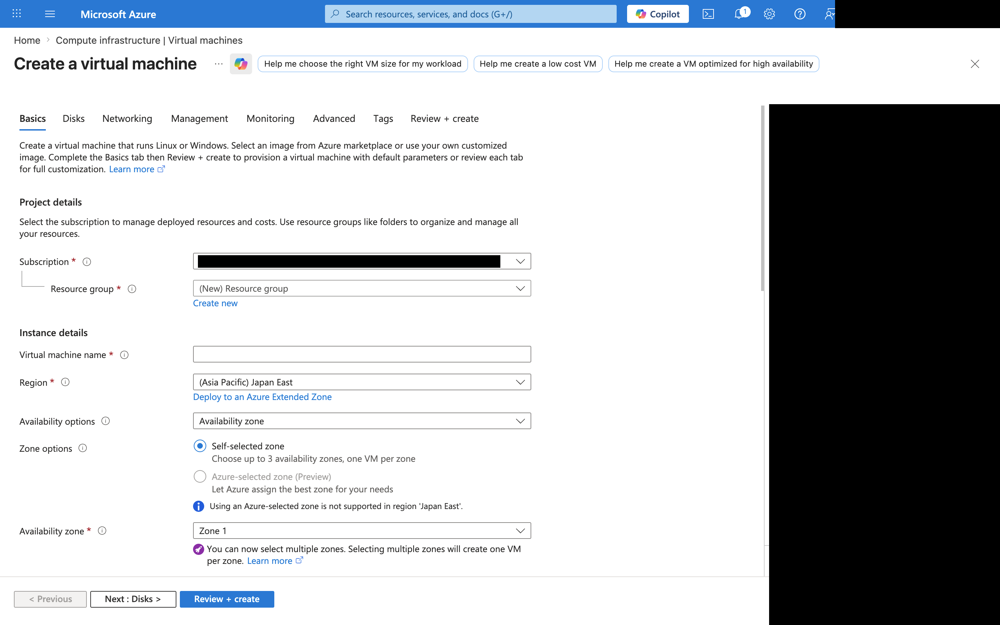 Microsoft Azure
Search resources, services, and docs (G+/)
Copilot
1
Home > Compute infrastructure | Virtual machines
Create a virtual machine
...
Help me choose the right VM size for my workload
Help me create a low cost VM
Help me create a VM optimized for high availability
Basics Disks Networking Management Monitoring Advanced Tags Review + create
Create a virtual machine that runs Linux or Windows. Select an image from Azure marketplace or use your own customized
image. Complete the Basics tab then Review + create to provision a virtual machine with default parameters or review each tab
for full customization. Learn more
Project details
Select the subscription to manage deployed resources and costs. Use resource groups like folders to organize and manage all
your resources.
Subscription *
Resource group *
(New) Resource group
Create new
Instance details
Virtual machine name *
Region *
(Asia Pacific) Japan East
Deploy to an Azure Extended Zone
Availability options
Availability zone
Zone options
Self-selected zone
Choose up to 3 availability zones, one VM per zone
Azure-selected zone (Preview)
Let Azure assign the best zone for your needs
Using an Azure-selected zone is not supported in region 'Japan East'.
Availability zone *
Zone 1
You can now select multiple zones. Selecting multiple zones will create one VM
per zone. Learn more
< Previous
Next : Disks >
Review + create